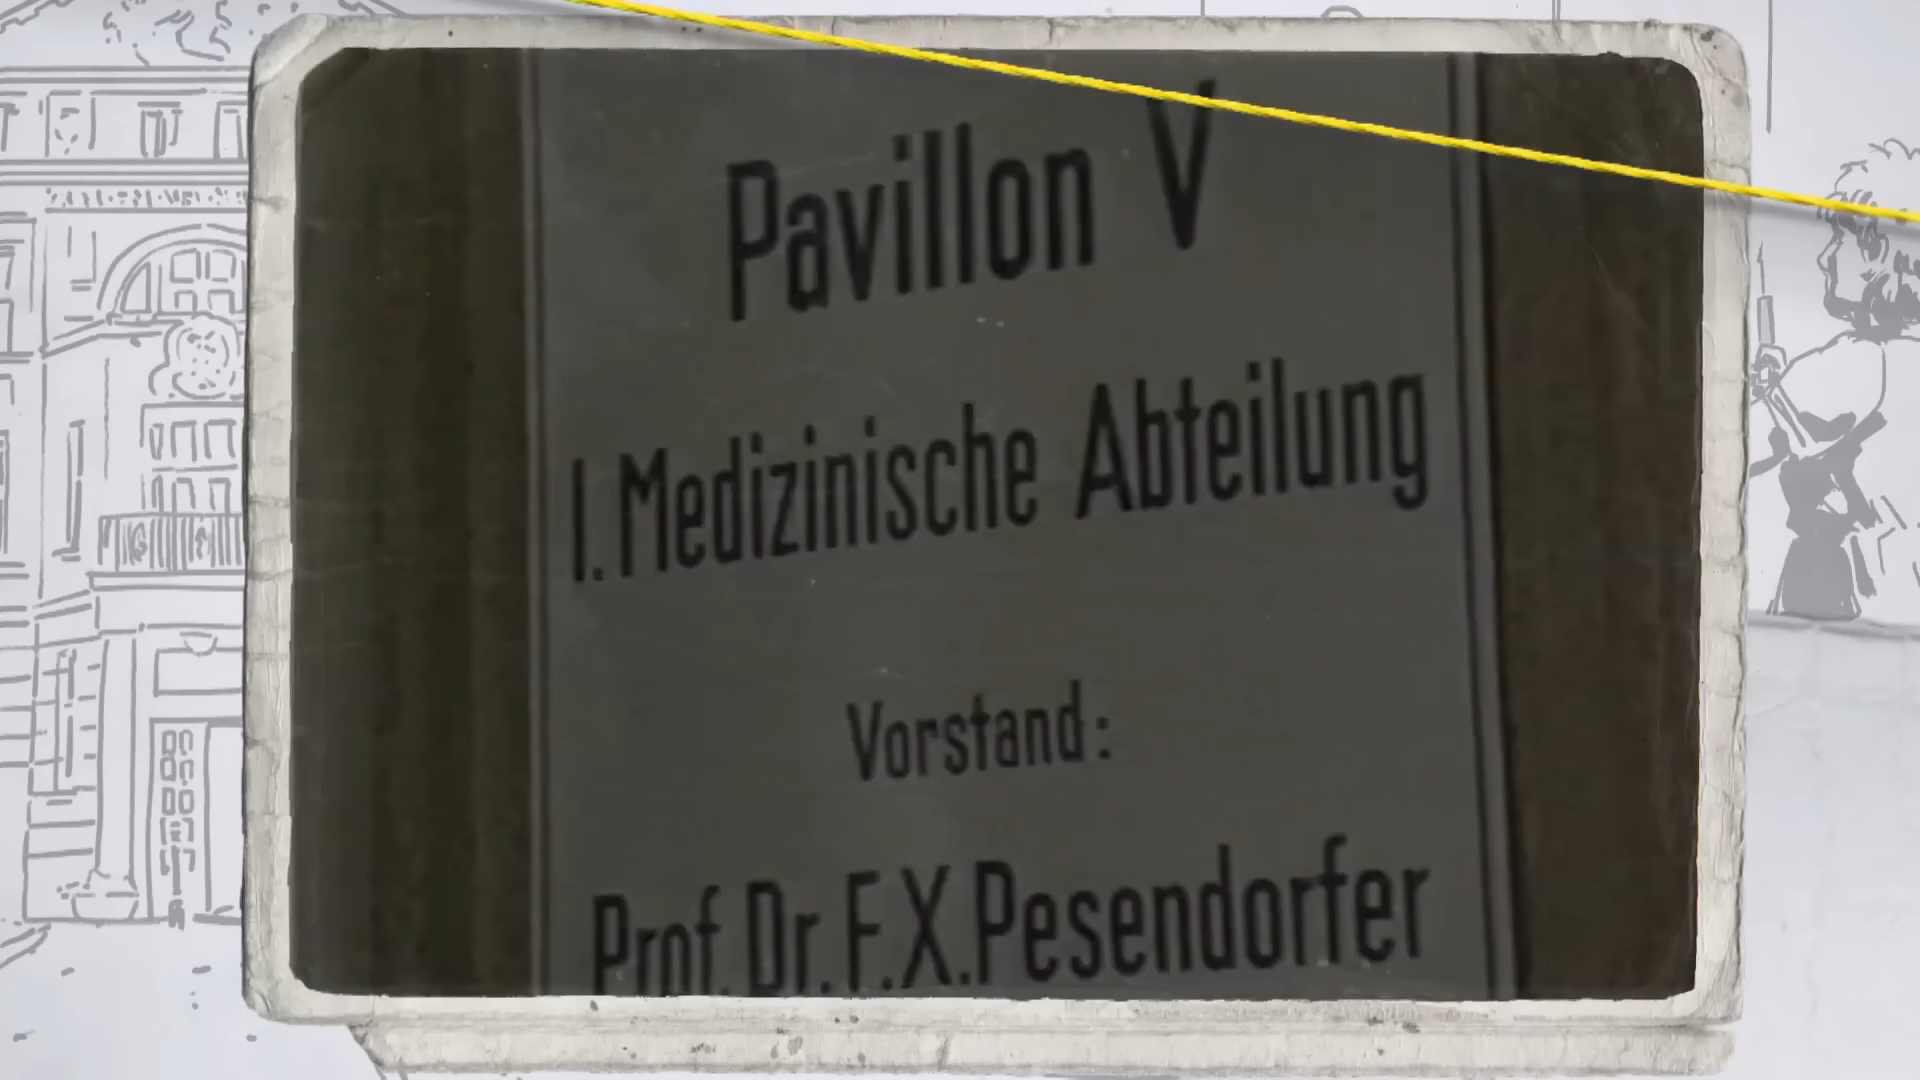 Pavillon V
I. Medizinische Abteilung
Vorstand:
Prof. Dr. F. X. Pesendorfer